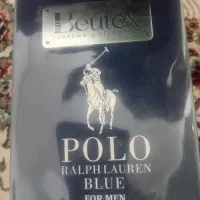 Beutex
POLO
RALPH LAUREN
BLUE
FOR MEN